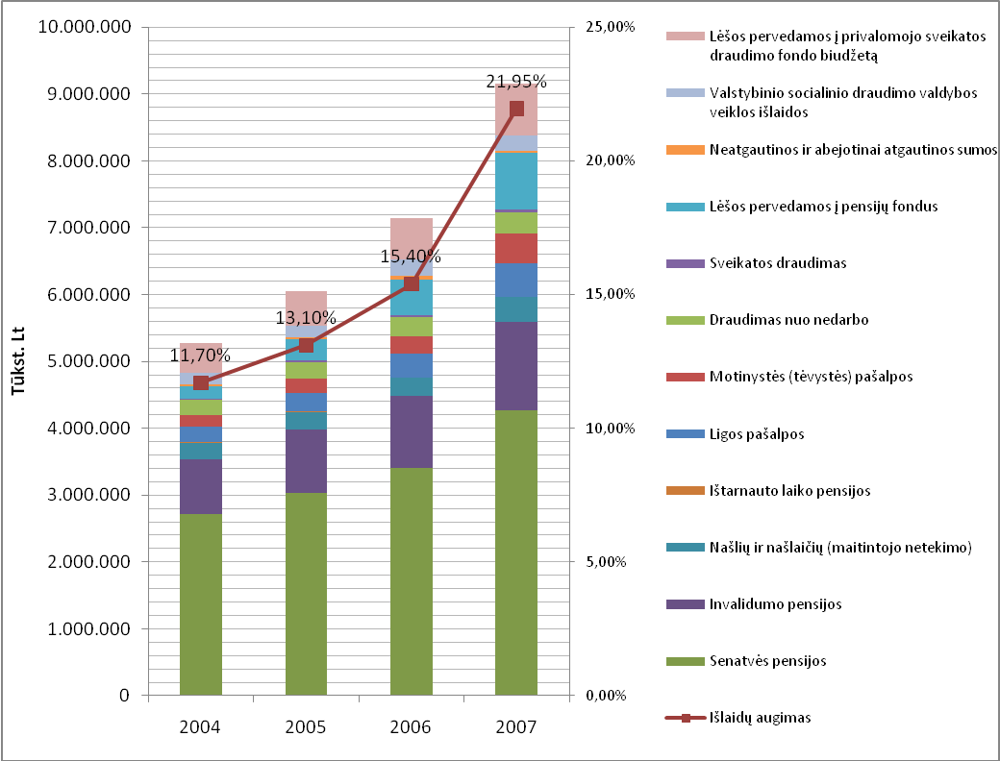 Tūkst. Lt
10.000.000
9.000.000
8.000.000
7.000.000
6.000.000
5.000.000
4.000.000
3.000.000
2.000.000
1.000.000
0
11,70%
13,10%
15,40%
21,95%
2004
2005
2006
2007
25,00%
20,00%
15,00%
10,00%
5,00%
0,00%
Lėšos pervedamos į privalomojo sveikatos
draudimo fondo biudžetą
Valstybinio socialinio draudimo valdybos
veiklos išlaidos
Neatgautinos ir abejotinai atgautinos sumos
Lėšos pervedamos į pensijų fondus
Sveikatos draudimas
Draudimas nuo nedarbo
Motinystės (tėvystės) pašalpos
Ligos pašalpos
Ištarnauto laiko pensijos
Našlių ir našlaičių (maitintojo netekimo)
Invalidumo pensijos
Senatvės pensijos
Išlaidų augimas